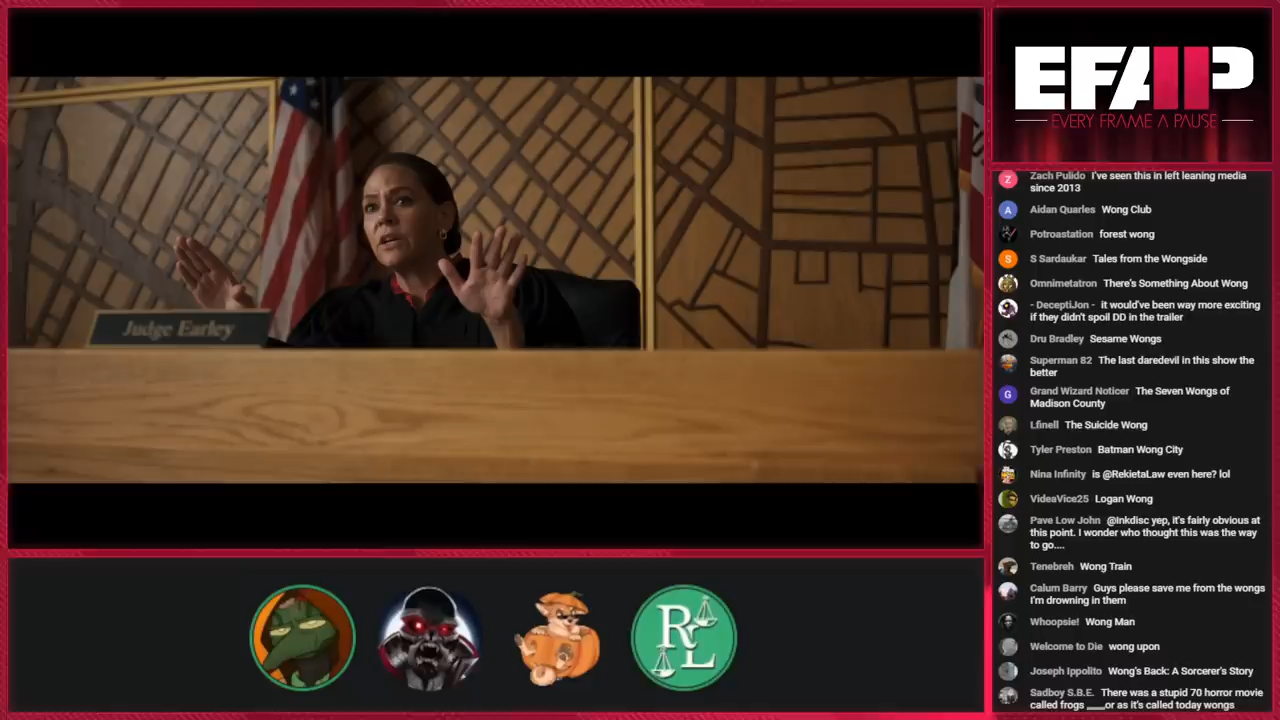 Judge Earley
EFAP
EVERY FRAME A PAUSE
Zach Pulido I've seen this in left leaning media
since 2013
Aidan Quarles Wong Club
Potroastation forest wong
S Sardaukar Tales from the Wongside
Omnimetatron There's Something About Wong
- DeceptiJon - it would've been way more exciting
if they didn't spoil DD in the trailer
Dru Bradley Sesame Wongs
Superman 82 The last daredevil in this show the
better
Grand Wizard Noticer The Seven Wongs of
Madison County
Lfinell The Suicide Wong
Tyler Preston Batman Wong City
Nina Infinity is @RekietaLaw even here? lol
VideaVice25 Logan Wong
Pave Low John @Inkdisc yep, it's fairly obvious at
this point. I wonder who thought this was the way
to go....
Tenebreh Wong Train
Calum Barry Guys please save me from the wongs
I'm drowning in them
Whoopsie! Wong Man
Welcome to Die wong upon
Joseph Ippolito Wong's Back: A Sorcerer's Story
Sadboy S.B.E. There was a stupid 70 horror movie
called frogs ___or as it's called today wongs
Z
A
S
G
RL